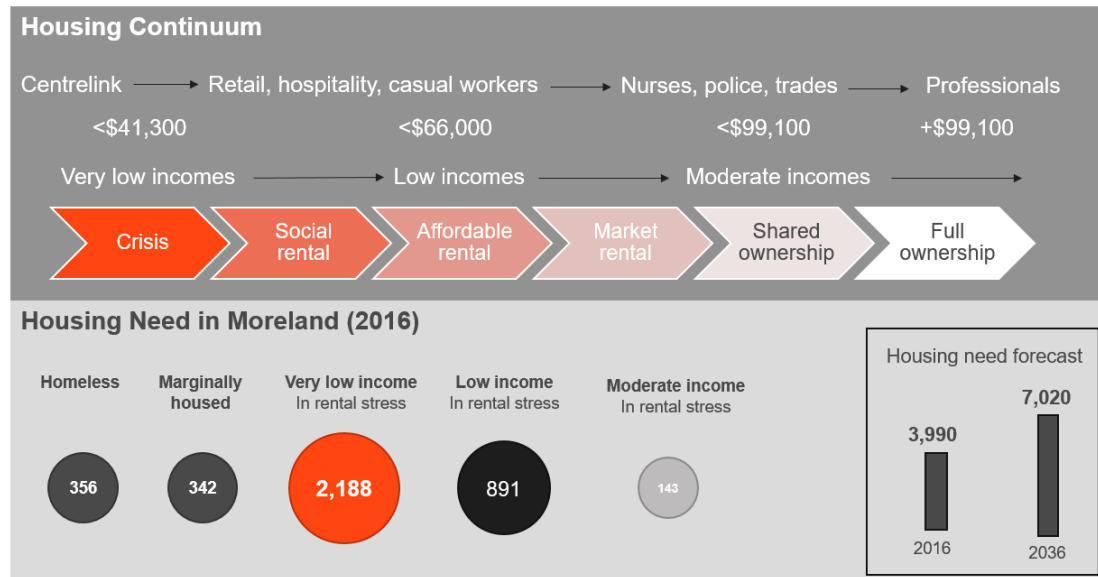 Housing Continuum
Centrelink
Retail, hospitality, casual workers
Nurses, police, trades
Professionals
<$41,300
<$66,000
<$99,100
+$99,100
Very low incomes
Low incomes
Moderate incomes
Crisis
Social
rental
Affordable
rental
Market
rental
Shared
ownership
Full
ownership
Housing Need in Moreland (2016)
Homeless
Marginally
housed
Very low income
In rental stress
Low income
In rental stress
Moderate income
In rental stress
356
342
2,188
891
143
Housing need forecast
3,990
7,020
2016
2036